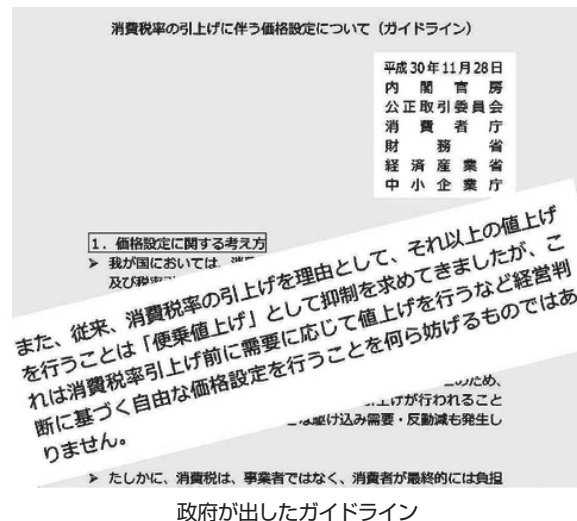 消費税率の引上げに伴う価格設定について（ガイドライン）
平成30年11月28日
内閣官房
公正取引委員会
消費者庁
財務省
経済産業省
中小企業庁
1．価格設定に関する考え方
➢ 我が国においては、消費
また、従来、消費税率の引上げを理由として、それ以上の値上げ
を行うことは「便乗値上げ」として抑制を求めてきましたが、こ
れは消費税率引上げ前に需要に応じて値上げを行うなど経営判
断に基づく自由な価格設定を行うことを何ら妨げるものではあ
りません。
のため、
引上げが行われること
な駆け込み需要・反動減も発生し
➢ たしかに、消費税は、事業者ではなく、消費者が最終的には負担
政府が出したガイドライン